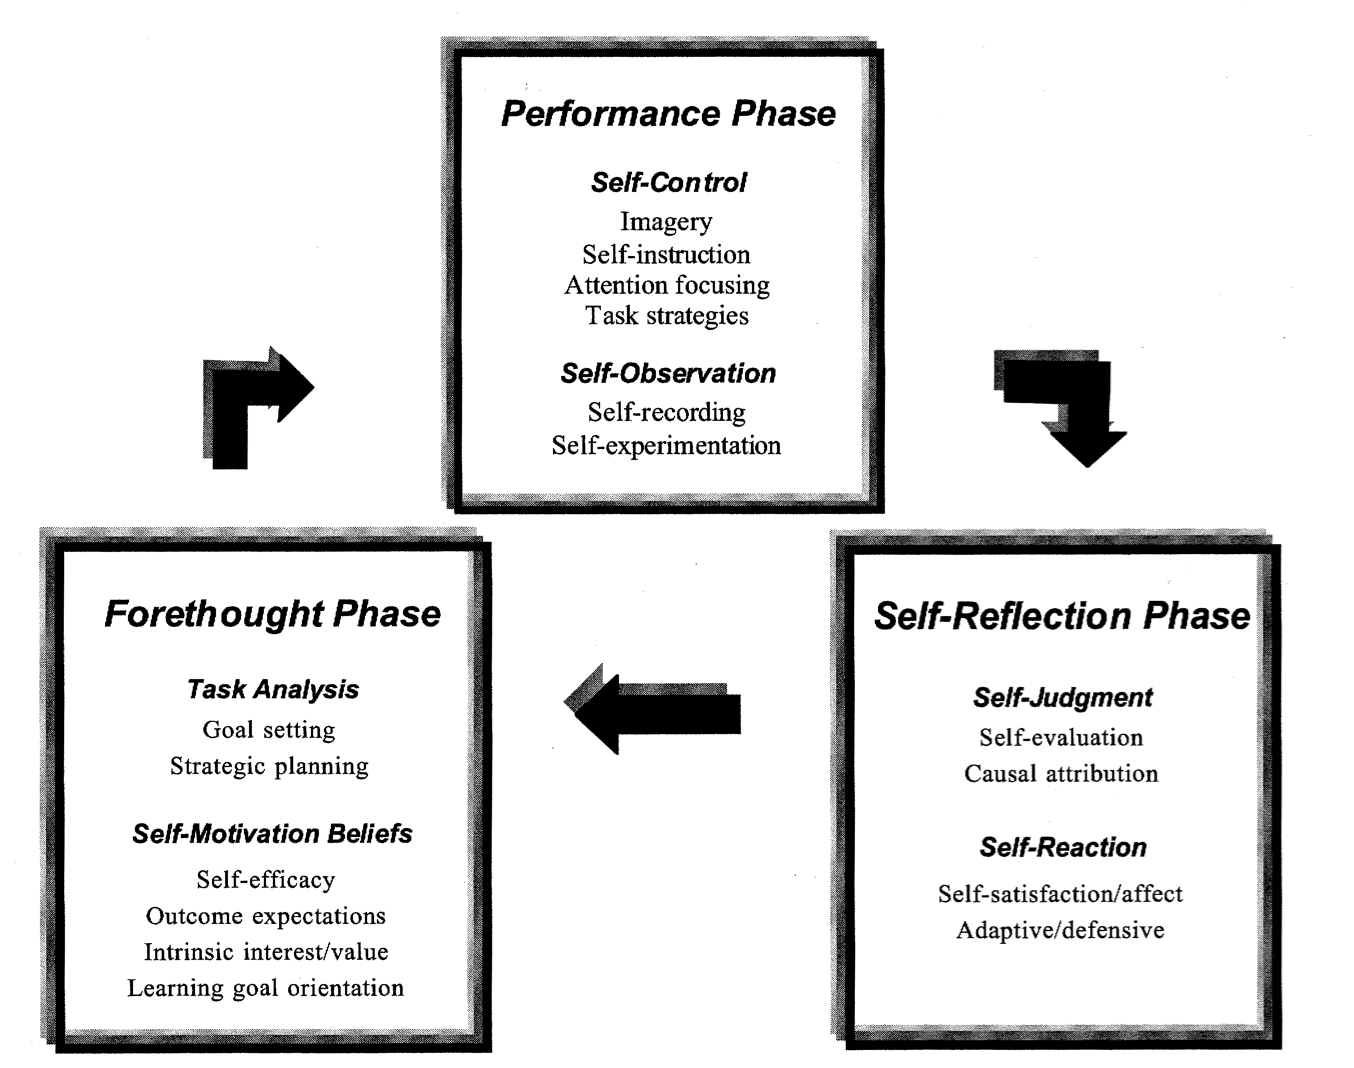 Performance Phase
Self-Control
Imagery
Self-instruction
Attention focusing
Task strategies
Self-Observation
Self-recording
Self-experimentation
Forethought Phase
Task Analysis
Goal setting
Strategic planning
Self-Motivation Beliefs
Self-efficacy
Outcome expectations
Intrinsic interest/value
Learning goal orientation
Self-Reflection Phase
Self-Judgment
Self-evaluation
Causal attribution
Self-Reaction
Self-satisfaction/affect
Adaptive/defensive